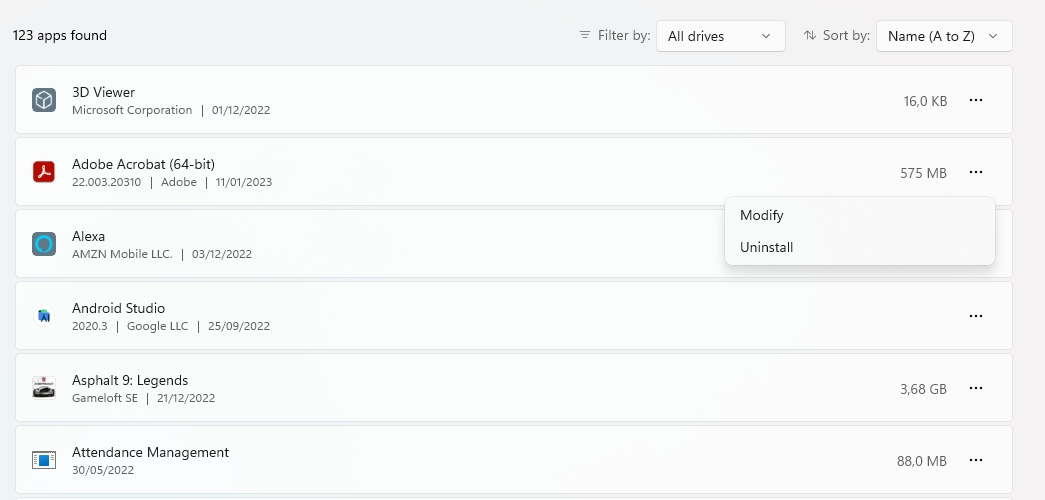 123 apps found
Filter by: All drives
Sort by: Name (A to Z)
3D Viewer
Microsoft Corporation | 01/12/2022
16,0 KB
Adobe Acrobat (64-bit)
22.003.20310 | Adobe | 11/01/2023
575 MB
Modify
Uninstall
Alexa
AMZN Mobile LLC. | 03/12/2022
Android Studio
2020.3 | Google LLC | 25/09/2022
Asphalt 9: Legends
Gameloft SE | 21/12/2022
3,68 GB
Attendance Management
30/05/2022
88,0 MB